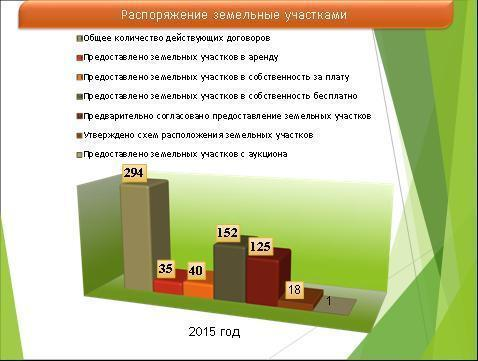 Распоряжение земельные участками
Общее количество действующих договоров
Предоставлено земельных участков в аренду
Предоставлено земельных участков в собственность за плату
Предоставлено земельных участков в собственность бесплатно
Предварительно согласовано предоставление земельных участков
Утверждено схем расположения земельных участков
Предоставлено земельных участков с аукциона
294
35
40
152
125
18
1
2015 год